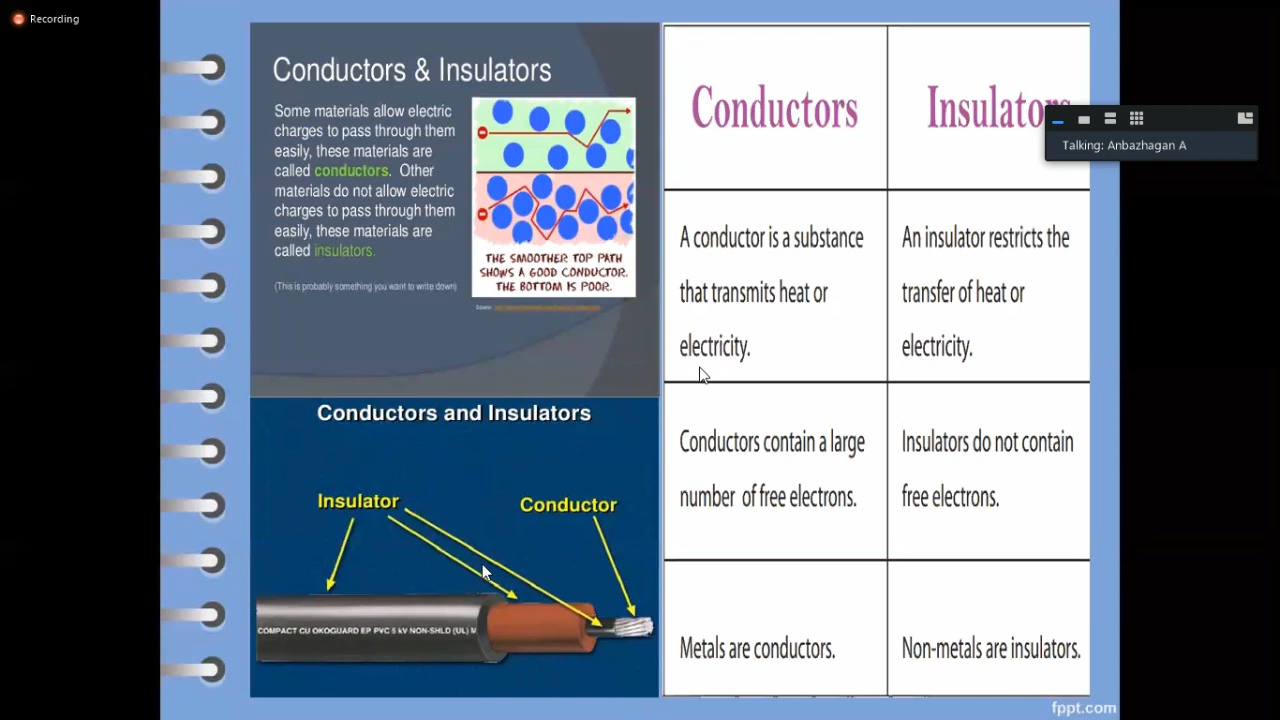 Recording
Conductors & Insulators
Some materials allow electric
charges to pass through them
easily, these materials are
called conductors. Other
materials do not allow electric
charges to pass through them
easily, these materials are
called insulators.
(This is probably something you want to write down)
THE SMOOTHER TOP PATH
SHOWS A GOOD CONDUCTOR.
THE BOTTOM IS POOR.
Conductors and Insulators
Insulator
Conductor
COMPACT CU OKOGUARD EP PVC 5 kV NON-SHLD (UL) M
Conductors
Insulators
Talking: Anbazhagan A
A conductor is a substance
that transmits heat or
electricity.
An insulator restricts the
transfer of heat or
electricity.
Conductors contain a large
number of free electrons.
Insulators do not contain
free electrons.
Metals are conductors.
Non-metals are insulators.
fppt.com